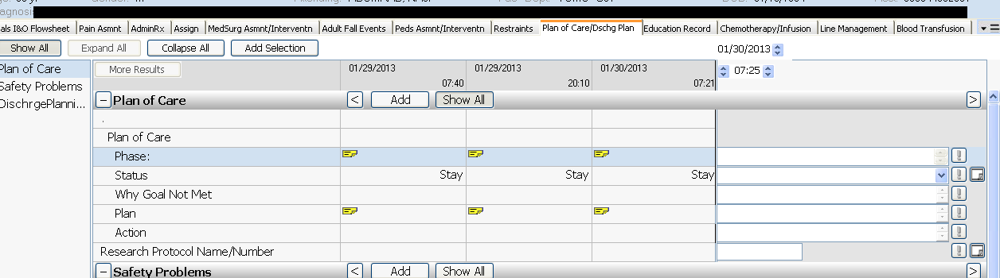 als I&O Flowsheet Pain Asmnt AdminRx Assign MedSurg Asmnt/Interventn Adult Fall Events Peds Asmnt/Interventn Restraints Plan of Care/Dschg Plan Education Record Chemotherapy/Infusion Line Management Blood Transfusion
Show All Expand All Collapse All Add Selection 01/30/2013
Plan of Care More Results 01/29/2013 01/29/2013 01/30/2013 07:25
Safety Problems 07:40 20:10 07:21
DischrgePlanni...
− Plan of Care < Add Show All >
.
Plan of Care
Phase:
Status Stay Stay Stay
Why Goal Not Met
Plan
Action
Research Protocol Name/Number
− Safety Problems < Add Show All >